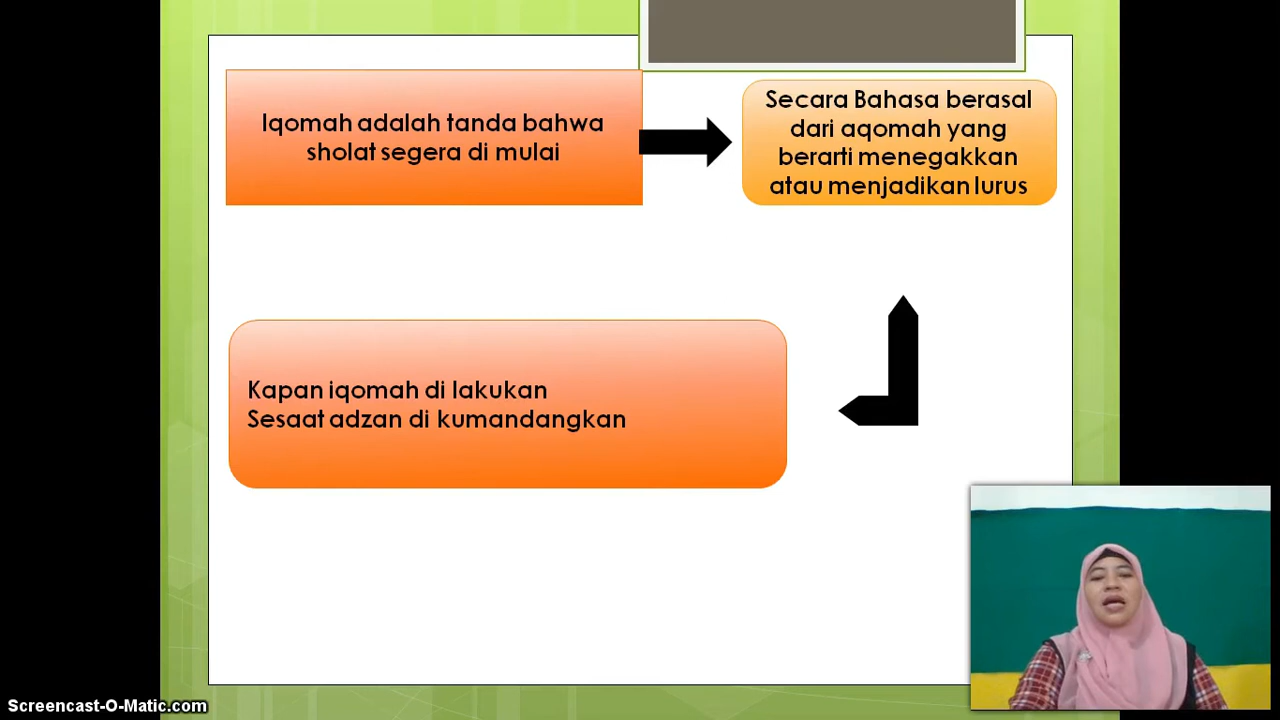 Iqomah adalah tanda bahwa
sholat segera di mulai
Secara Bahasa berasal
dari aqomah yang
berarti menegakkan
atau menjadikan lurus
Kapan iqomah di lakukan
Sesaat adzan di kumandangkan
Screencast-O-Matic.com